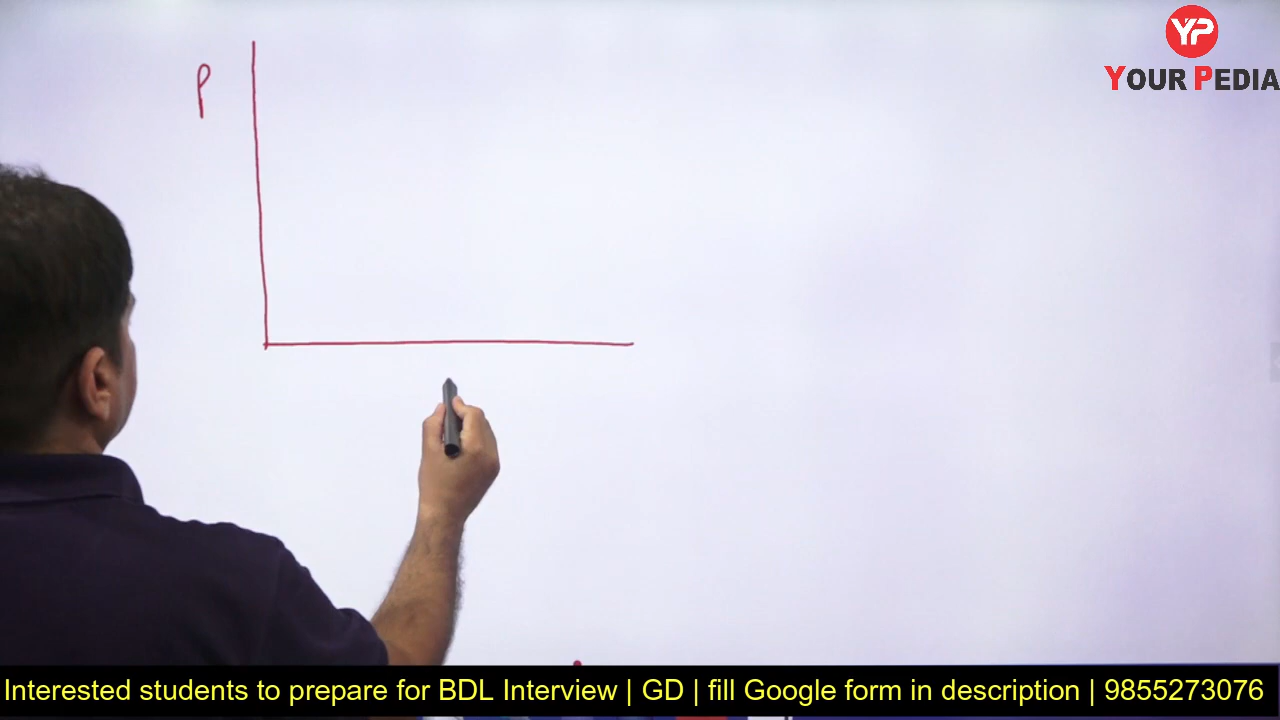 P
YP
YOUR PEDIA
Interested students to prepare for BDL Interview | GD | fill Google form in description | 9855273076